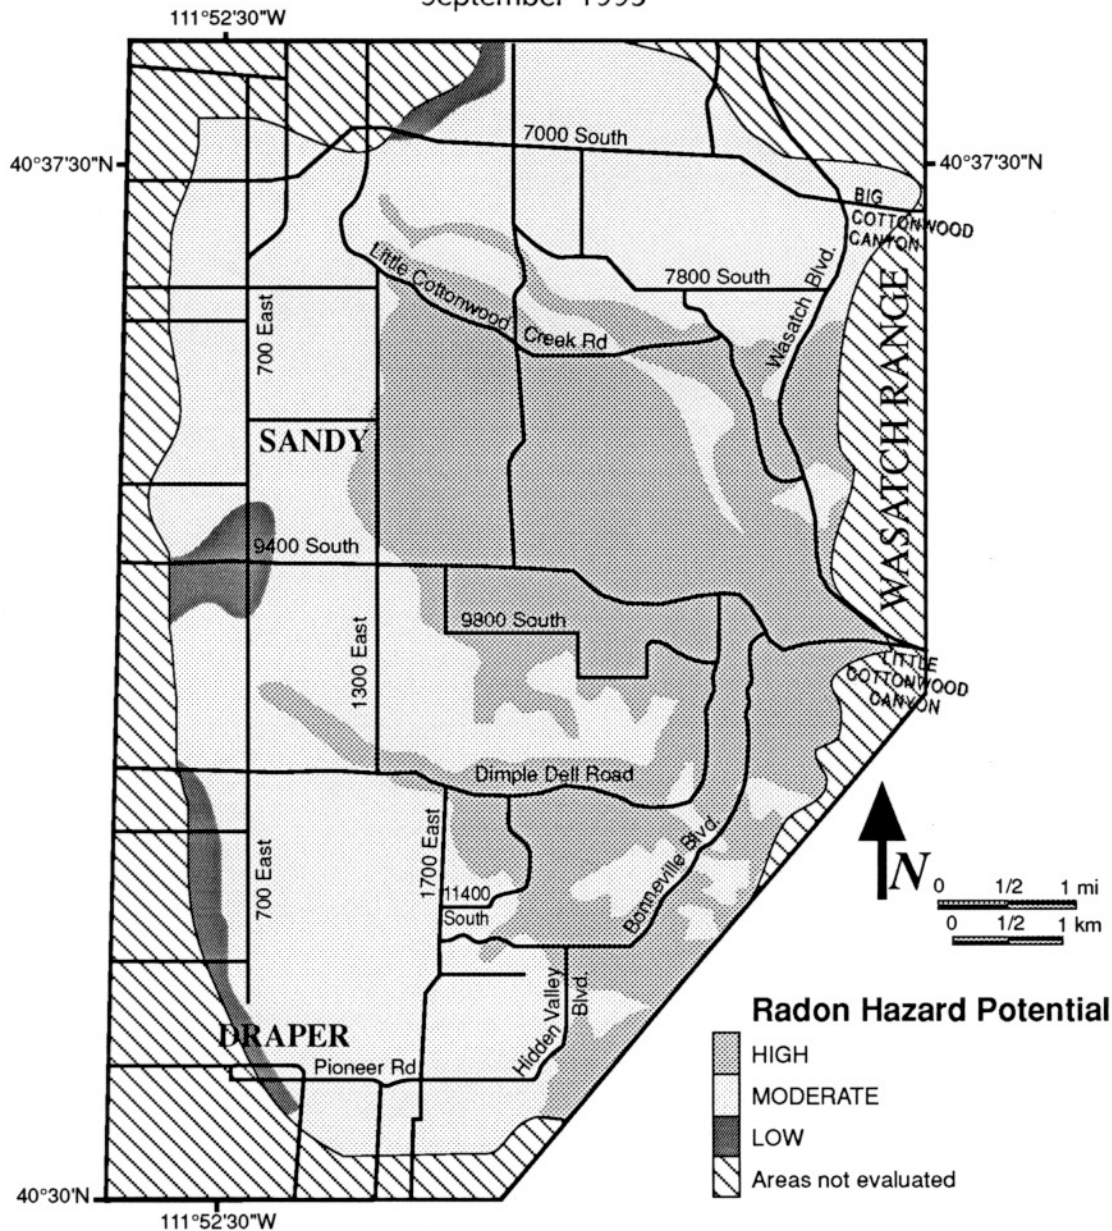 September 1993
111°52'30"W
40°37'30"N
40°37'30"N
7000 South
BIG
COTTONWOOD
CANYON
Little Cottonwood
Creek Rd
7800 South
Wasatch Blvd.
WASATCH RANGE
700 East
SANDY
9400 South
9800 South
1300 East
LITTLE
COTTONWOOD
CANYON
Dimple Dell Road
1700 East
700 East
11400
South
Bonneville Blvd.
N
0 1/2 1 mi
0 1/2 1 km
Hidden Valley
Blvd.
DRAPER
Pioneer Rd
Radon Hazard Potential
HIGH
MODERATE
LOW
Areas not evaluated
40°30'N
111°52'30"W